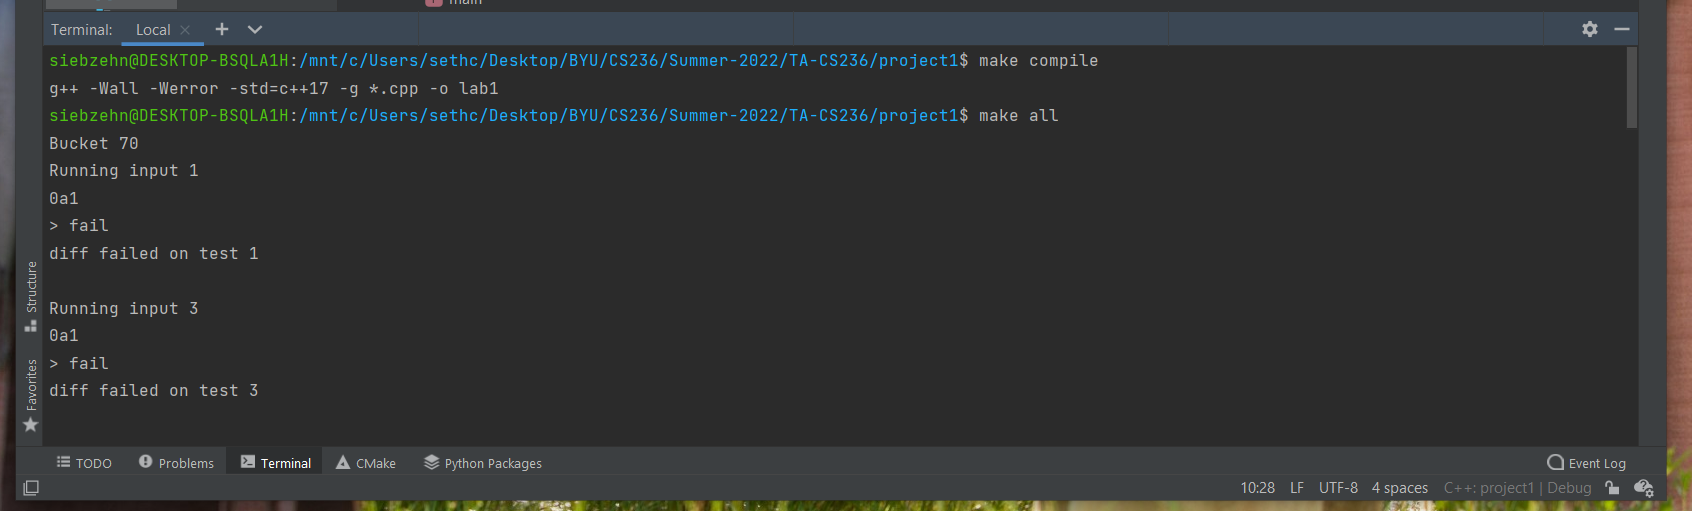 main
Terminal: Local
siebzehn@DESKTOP-BSQLA1H:/mnt/c/Users/sethc/Desktop/BYU/CS236/Summer-2022/TA-CS236/project1$ make compile
g++ -Wall -Werror -std=c++17 -g *.cpp -o lab1
siebzehn@DESKTOP-BSQLA1H:/mnt/c/Users/sethc/Desktop/BYU/CS236/Summer-2022/TA-CS236/project1$ make all
Bucket 70
Running input 1
0a1
> fail
diff failed on test 1
Running input 3
0a1
> fail
diff failed on test 3
Structure
Favorites
TODO Problems Terminal CMake Python Packages Event Log
10:28 LF UTF-8 4 spaces C++: project1 | Debug